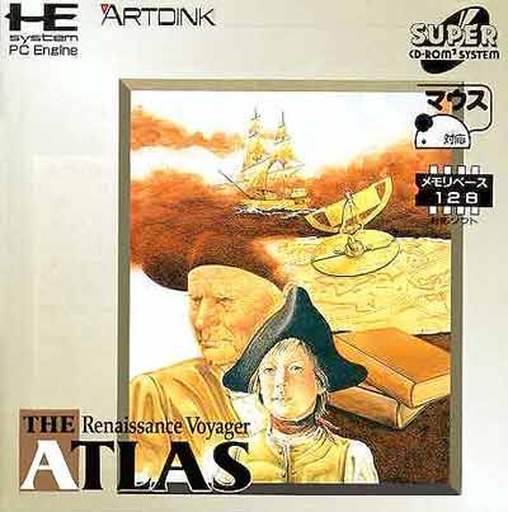 HE
system
PC Engine
ARTDINK
SUPER
CD-ROM² SYSTEM
マウス
対応
メモリベース
128
THE Renaissance Voyager
ATLAS